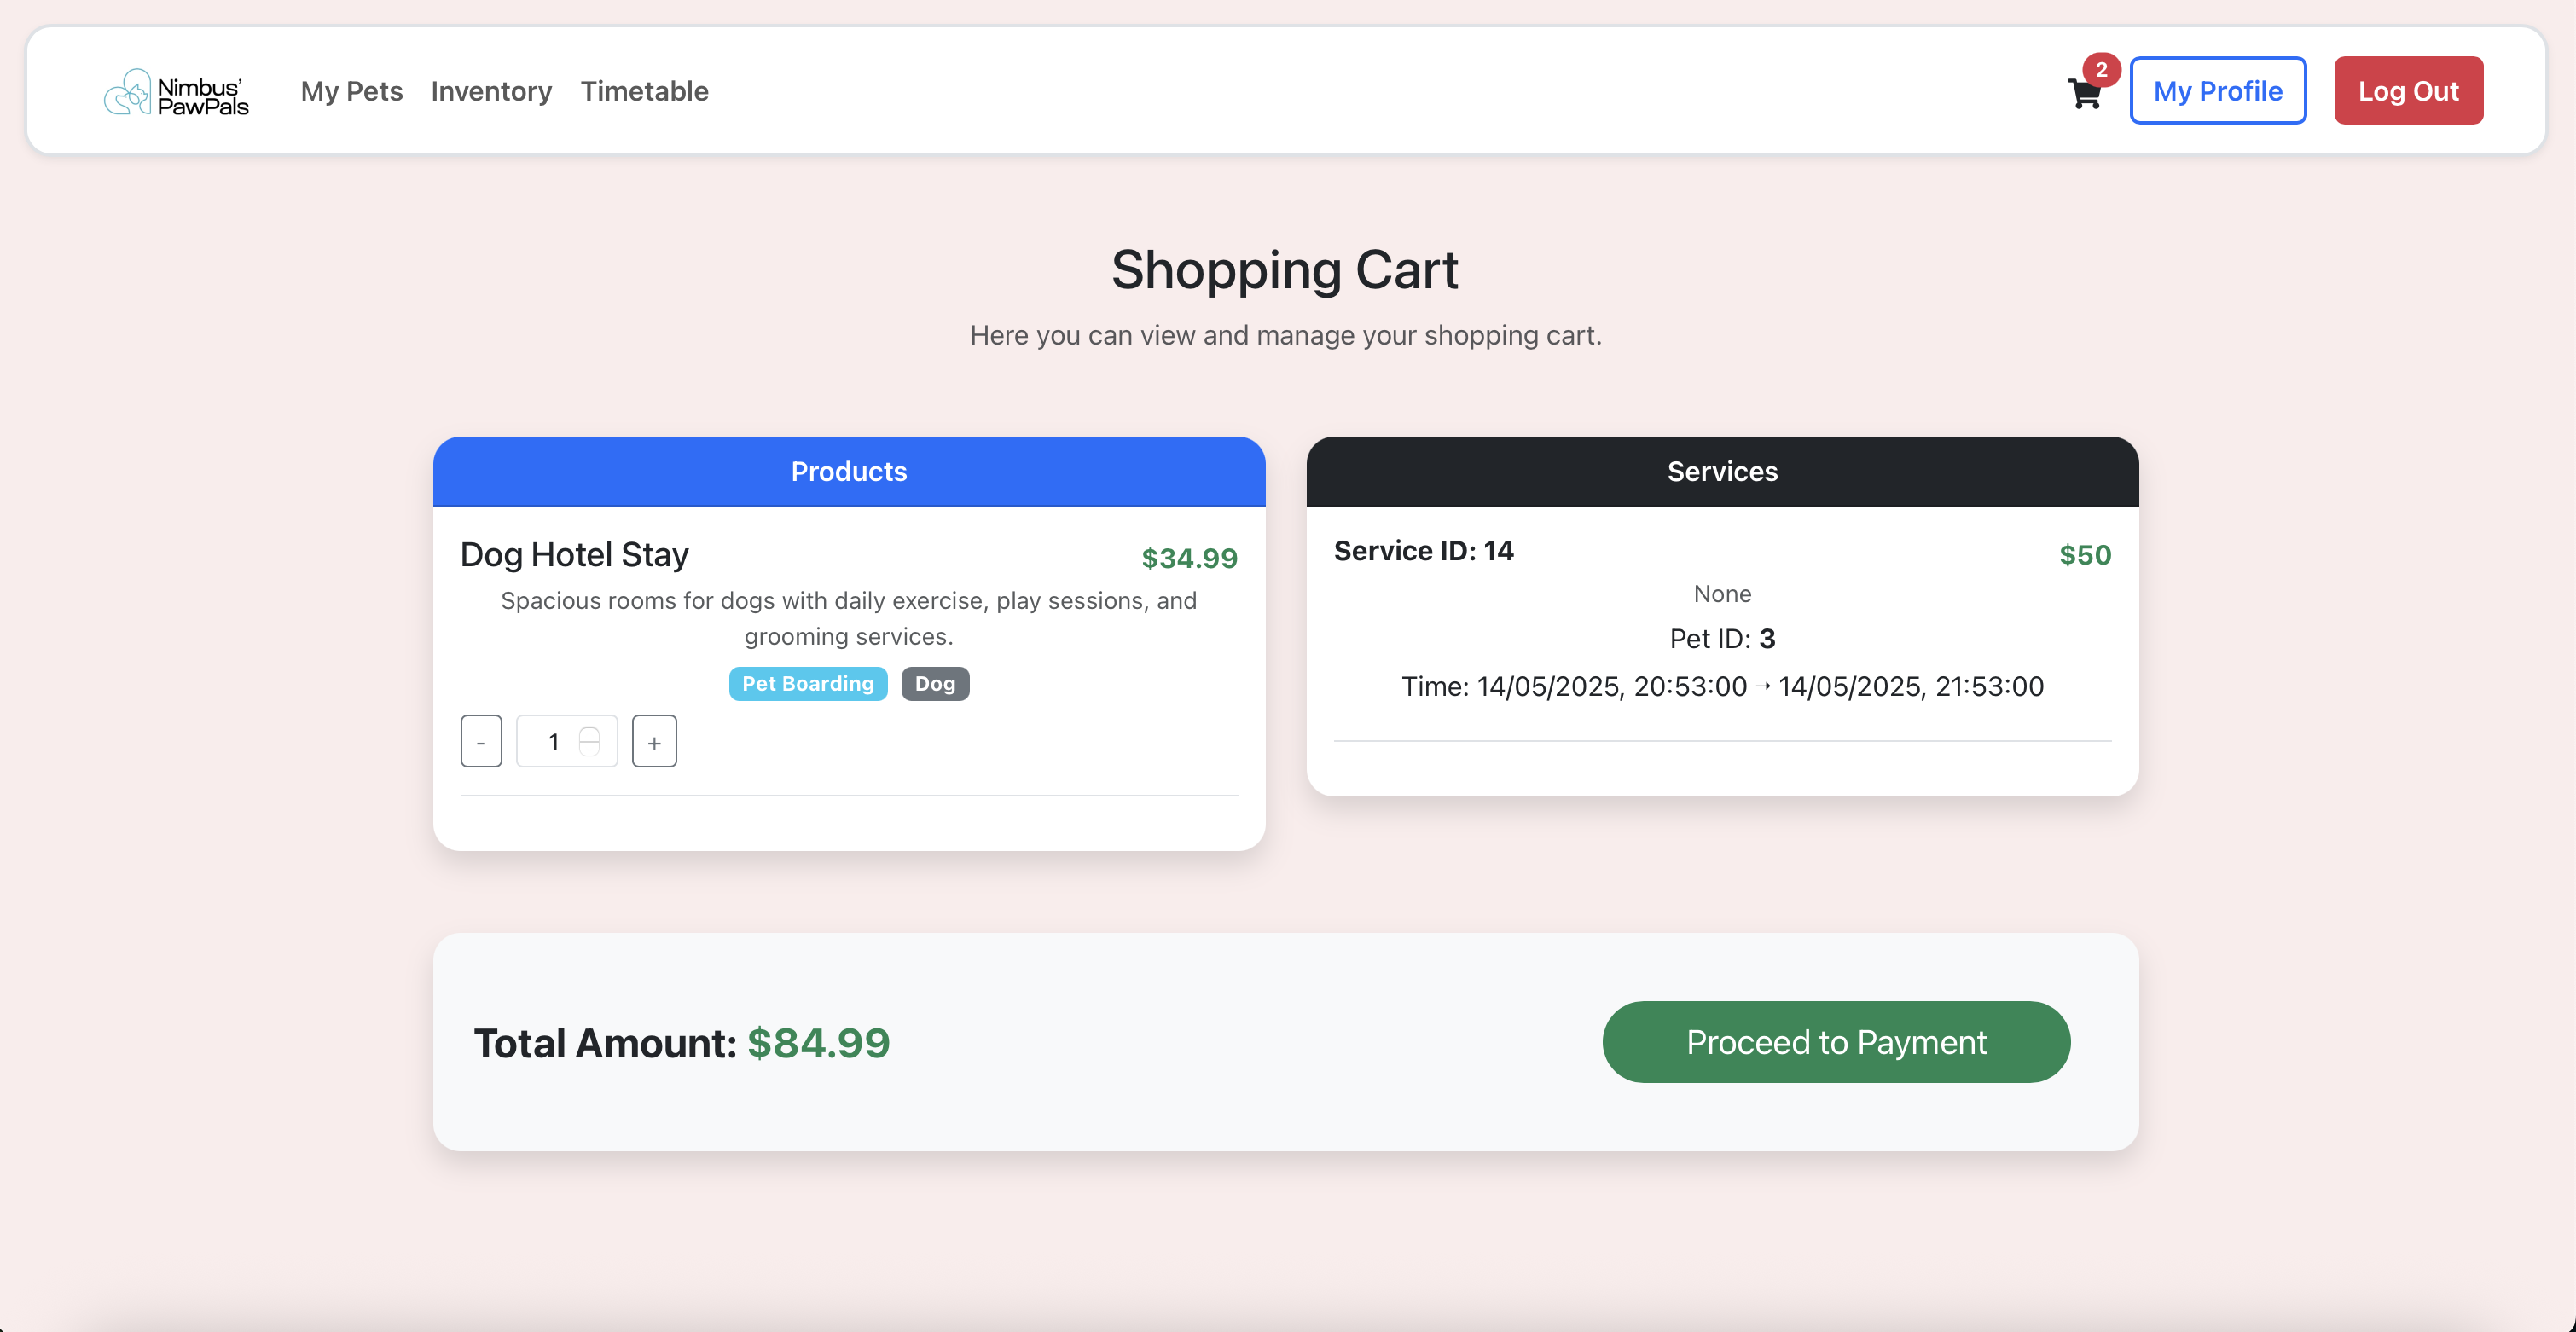 Nimbus'
PawPals
My Pets
Inventory
Timetable
2
My Profile
Log Out
Shopping Cart
Here you can view and manage your shopping cart.
Products
Dog Hotel Stay
$34.99
Spacious rooms for dogs with daily exercise, play sessions, and
grooming services.
Pet Boarding
Dog
-
1
+
Services
Service ID: 14
$50
None
Pet ID: 3
Time: 14/05/2025, 20:53:00 → 14/05/2025, 21:53:00
Total Amount: $84.99
Proceed to Payment